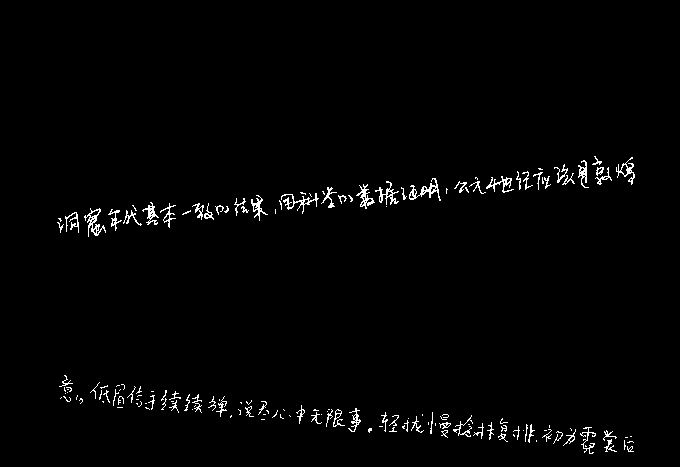 洞窟年代基本一致的结果,用科学的数据证明,公元4世纪应该是敦煌
意。低眉信手续续弹,说尽心中无限事。轻拢慢捻抹复挑,初为霓裳后